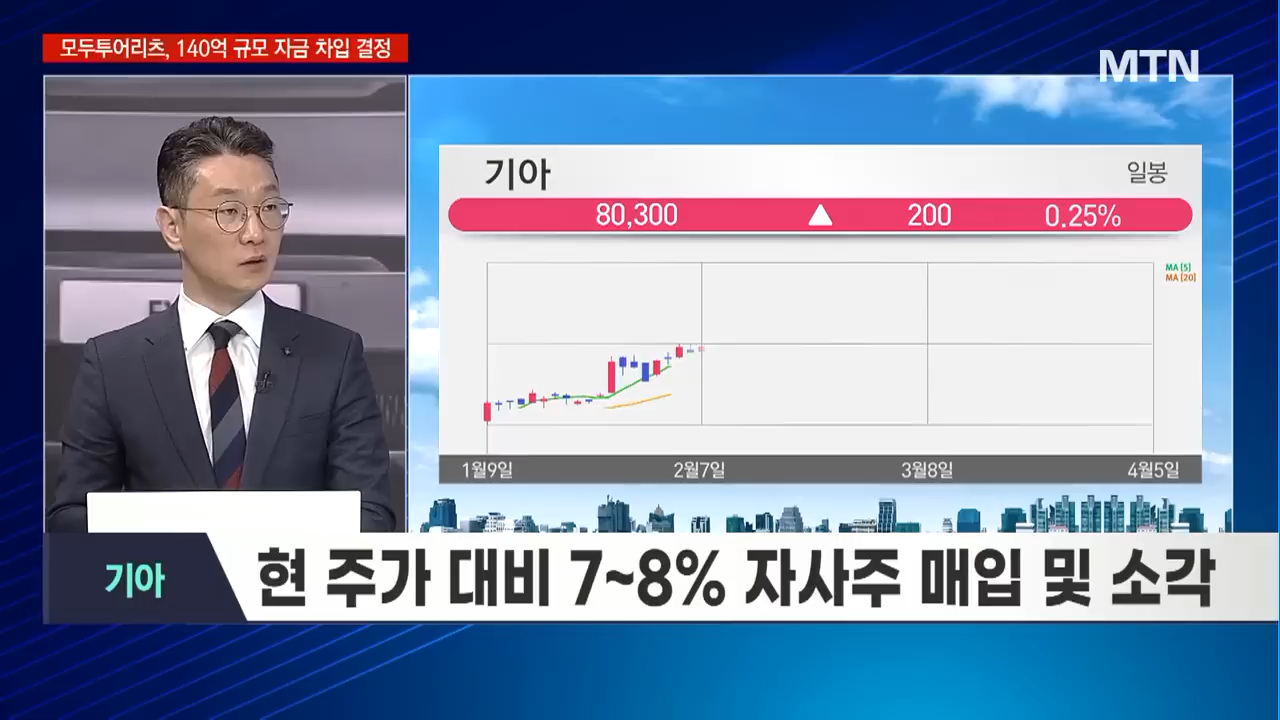 모두투어리츠, 140억 규모 자금 차입 결정
MTN
기아
일봉
80,300 ▲ 200 0.25%
MA [5]
MA [20]
1월9일 2월7일 3월8일 4월5일
기아
현 주가 대비 7~8% 자사주 매입 및 소각